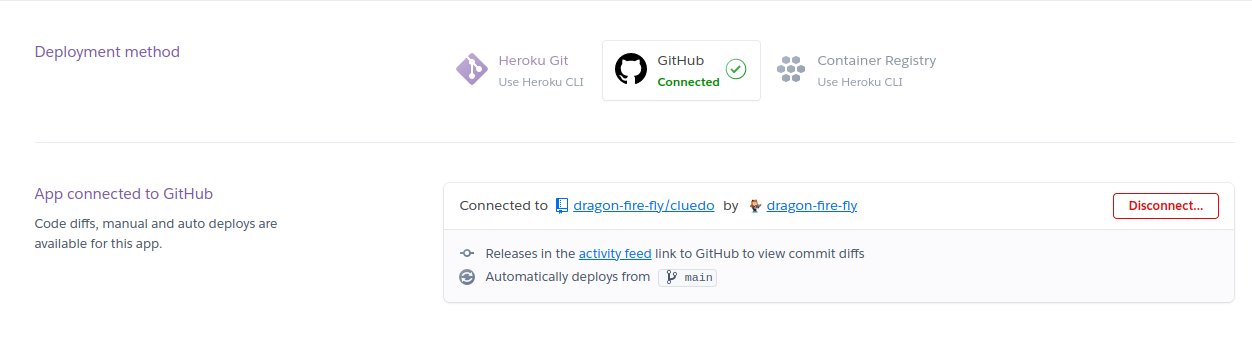 Deployment method
Heroku Git
Use Heroku CLI
GitHub
Connected
Container Registry
Use Heroku CLI
App connected to GitHub
Code diffs, manual and auto deploys are
available for this app.
Connected to dragon-fire-fly/cluedo by dragon-fire-fly
Disconnect...
Releases in the activity feed link to GitHub to view commit diffs
Automatically deploys from main